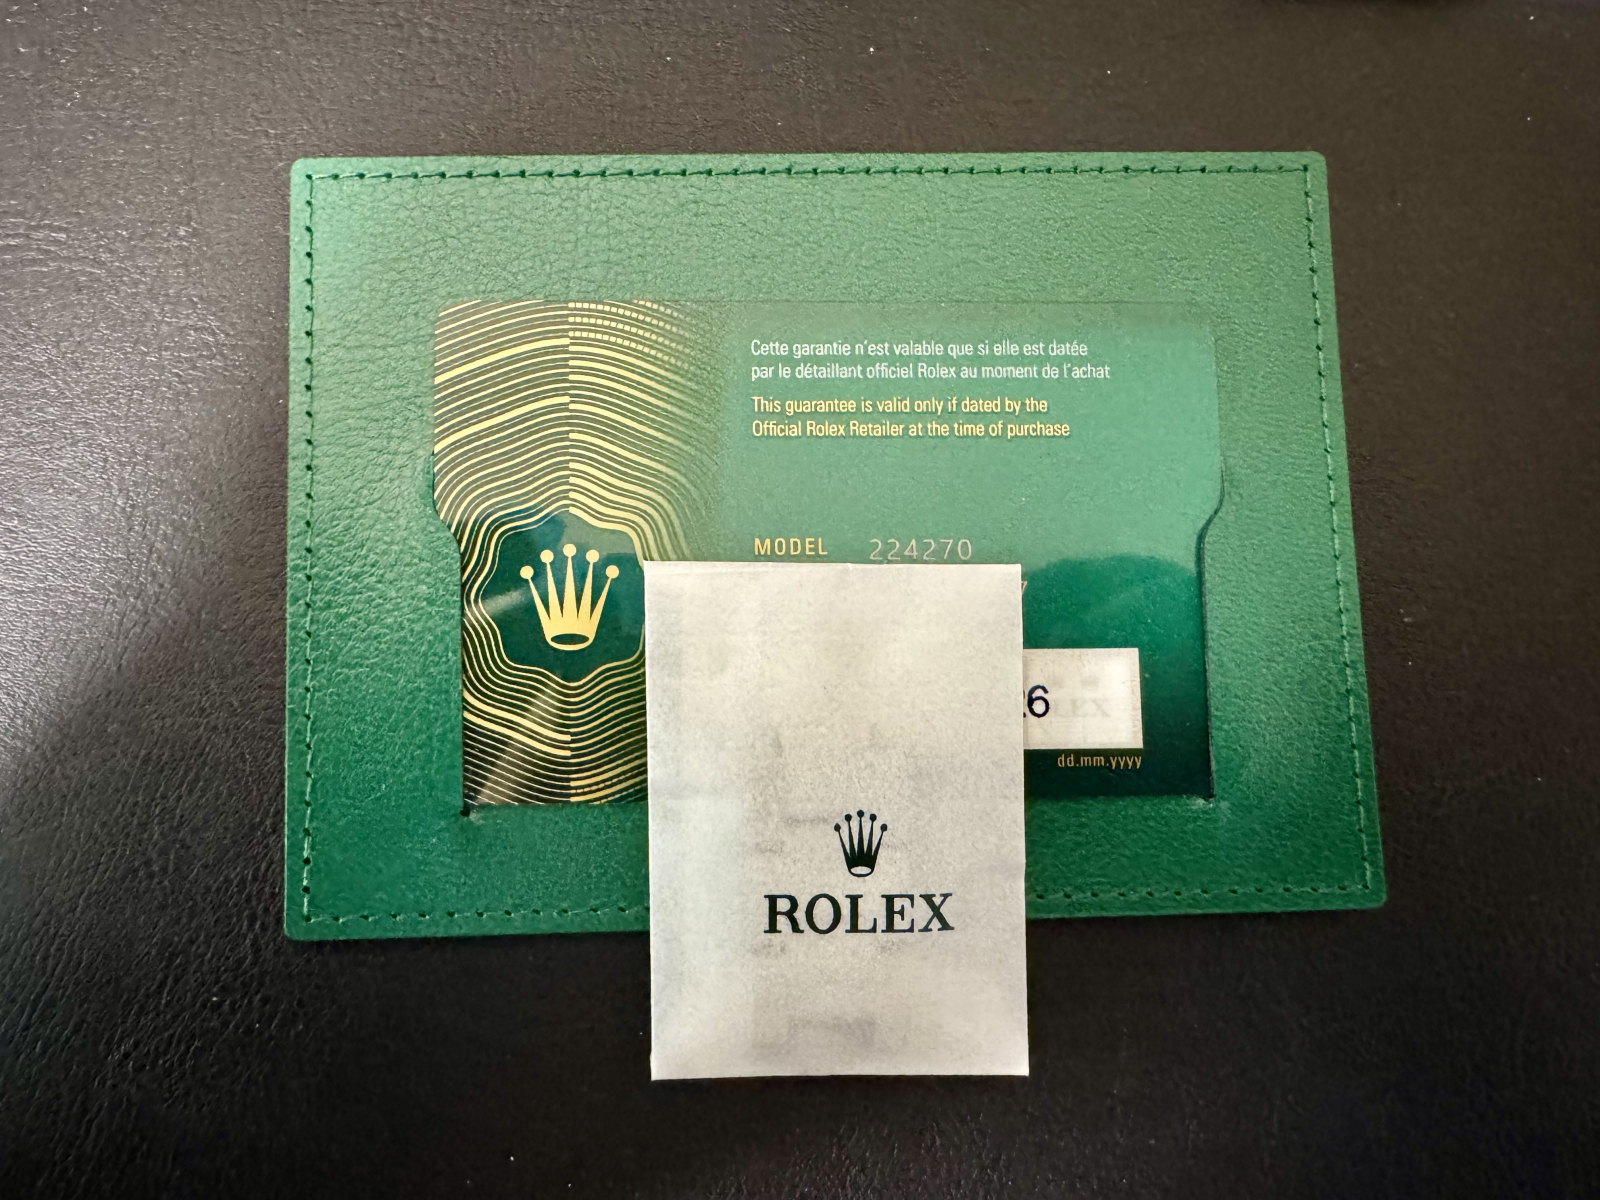 Cette garantie n'est valable que si elle est datée
par le détaillant officiel Rolex au moment de l'achat
This guarantee is valid only if dated by the
Official Rolex Retailer at the time of purchase
MODEL 224270
26
dd.mm.yyyy
ROLEX